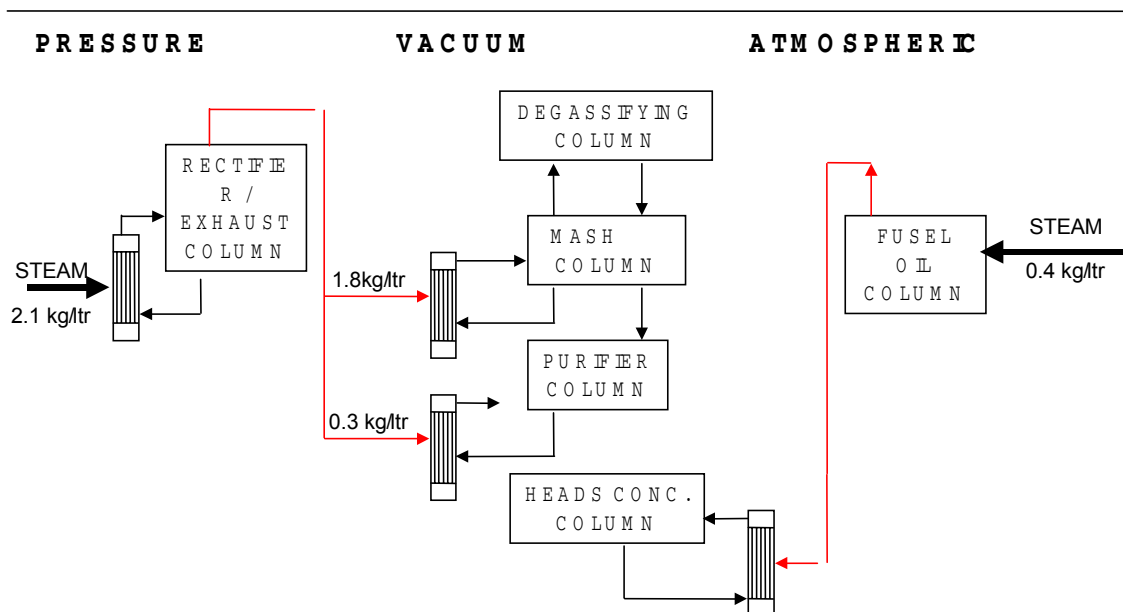 PRESSURE VACUUM ATMOSPHERIC
DEGASSIFYING
COLUMN
RECTIFIE
R /
EXHAUST
COLUMN
MASH
COLUMN
FUSEL
OIL
COLUMN
STEAM
0.4 kg/ltr
STEAM
2.1 kg/ltr
1.8kg/ltr
PURIFIER
COLUMN
0.3 kg/ltr
HEADS CONC.
COLUMN